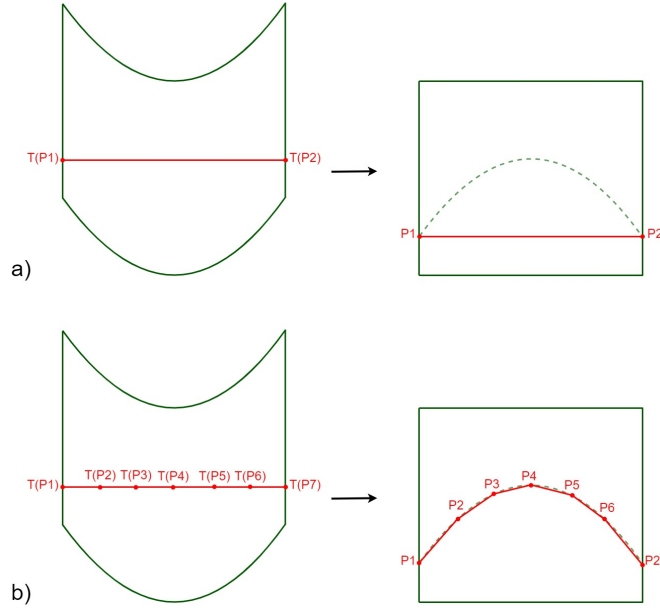 T(P1)
T(P2)
P1
P2
a)
T(P1)
T(P2)
T(P3)
T(P4)
T(P5)
T(P6)
T(P7)
P1
P2
P3
P4
P5
P6
P2
b)